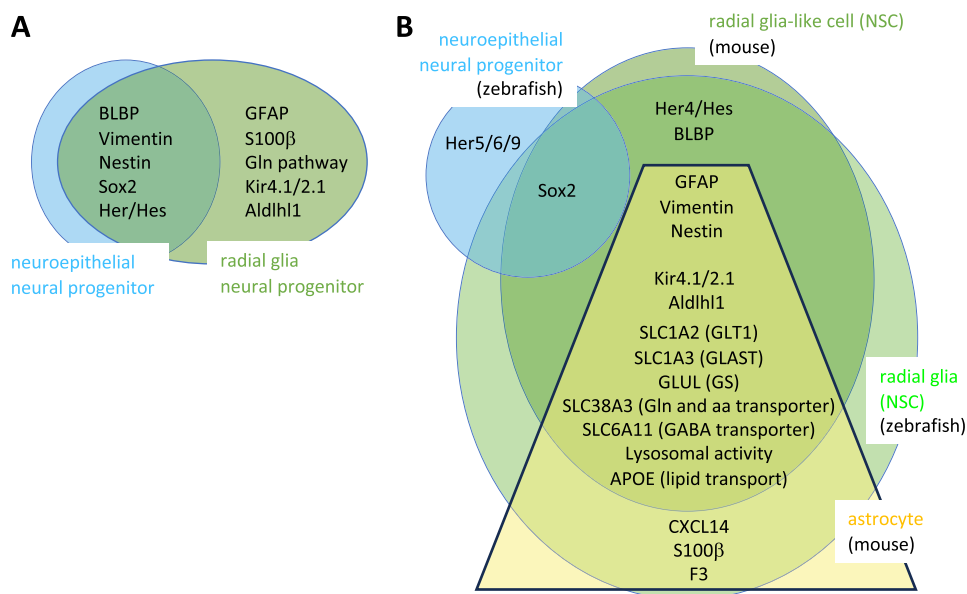 A
BLBP
Vimentin
Nestin
Sox2
Her/Hes
GFAP
S100β
Gln pathway
Kir4.1/2.1
Aldlhl1
neuroepithelial
neural progenitor
radial glia
neural progenitor
B
neuroepithelial
neural progenitor
(zebrafish)
radial glia-like cell (NSC)
(mouse)
Her4/Hes
BLBP
Her5/6/9
Sox2
GFAP
Vimentin
Nestin
Kir4.1/2.1
Aldlhl1
SLC1A2 (GLT1)
SLC1A3 (GLAST)
GLUL (GS)
SLC38A3 (Gln and aa transporter)
SLC6A11 (GABA transporter)
Lysosomal activity
APOE (lipid transport)
CXCL14
S100β
F3
radial glia
(NSC)
(zebrafish)
astrocyte
(mouse)